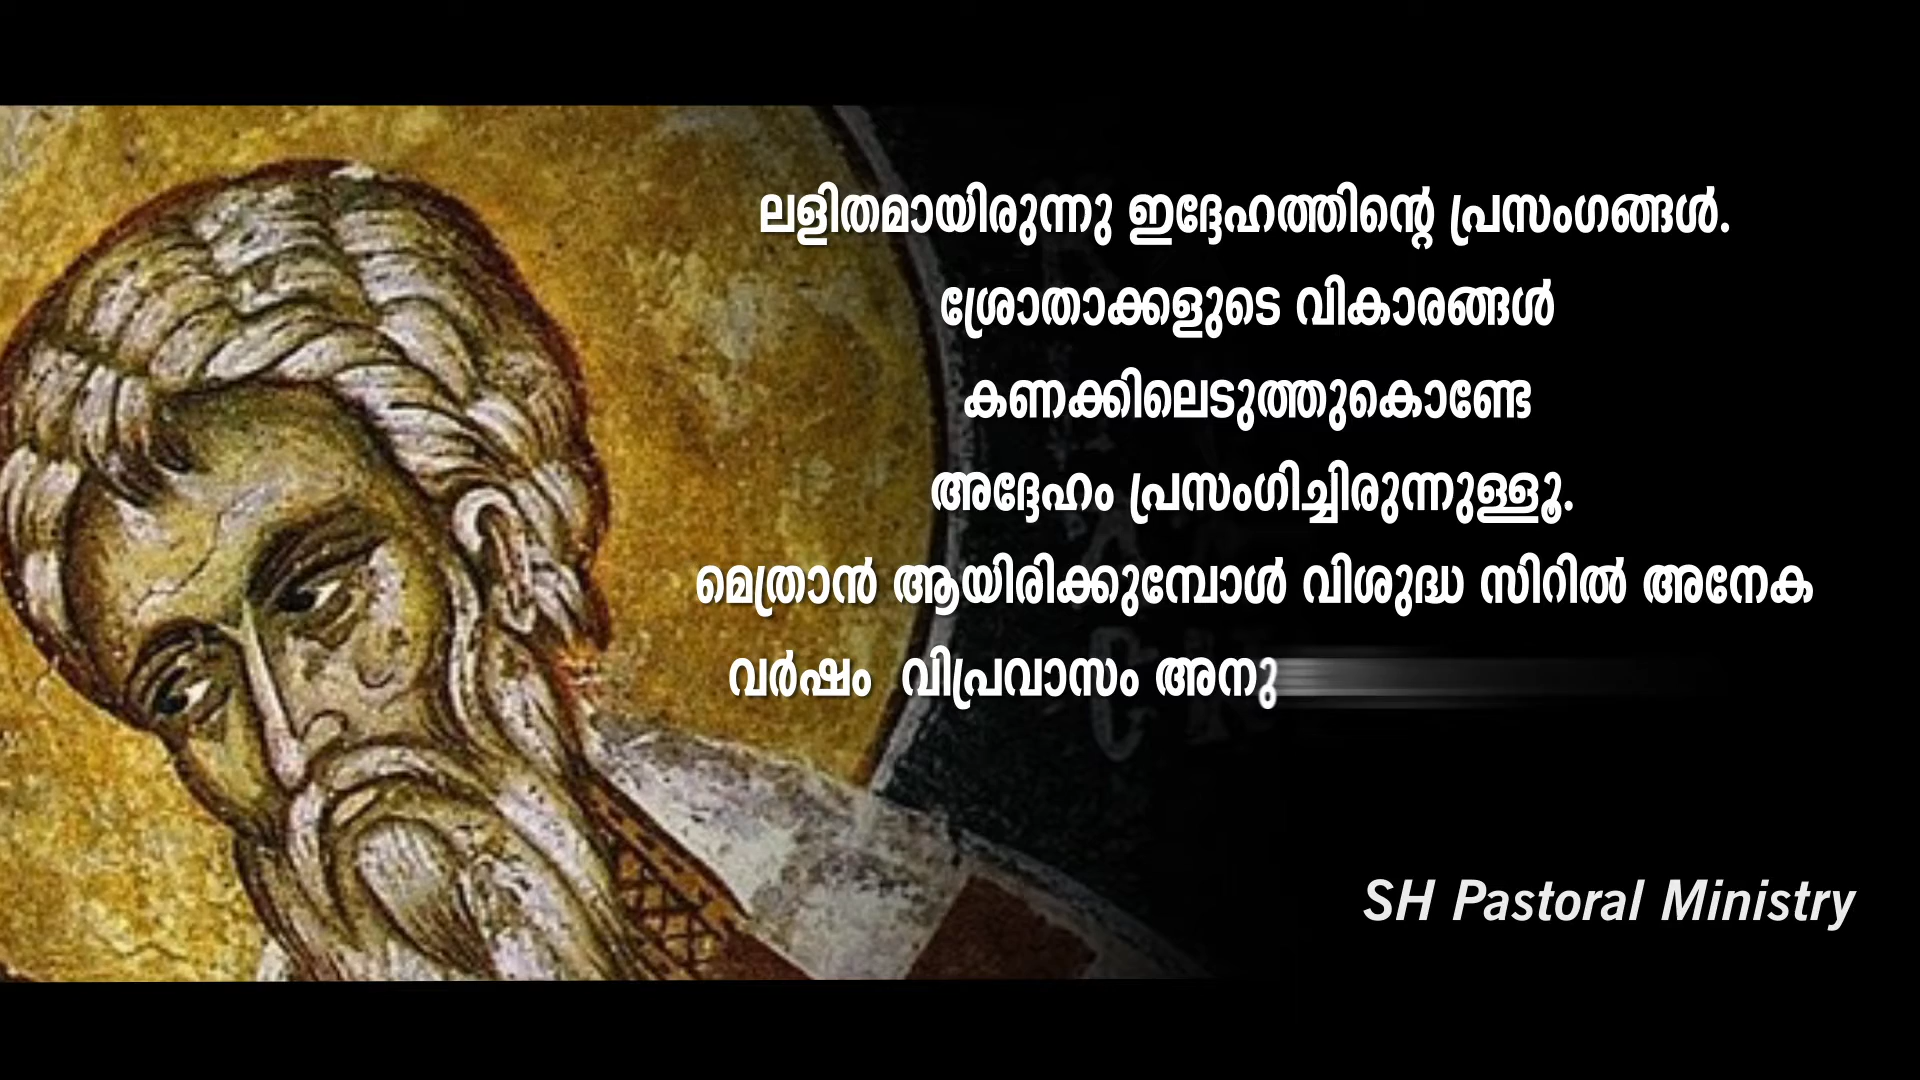 ലളിതമായിരുന്നു ഇദ്ദേഹത്തിന്റെ പ്രസംഗങ്ങൾ.
ശ്രോതാക്കളുടെ വികാരങ്ങൾ
കണക്കിലെടുത്തുകൊണ്ടേ
അദ്ദേഹം പ്രസംഗിച്ചിരുന്നുള്ളൂ.
മെത്രാൻ ആയിരിക്കുമ്പോൾ വിശുദ്ധ സിറിൽ അനേക
വർഷം വിപ്രവാസം അനു
SH Pastoral Ministry